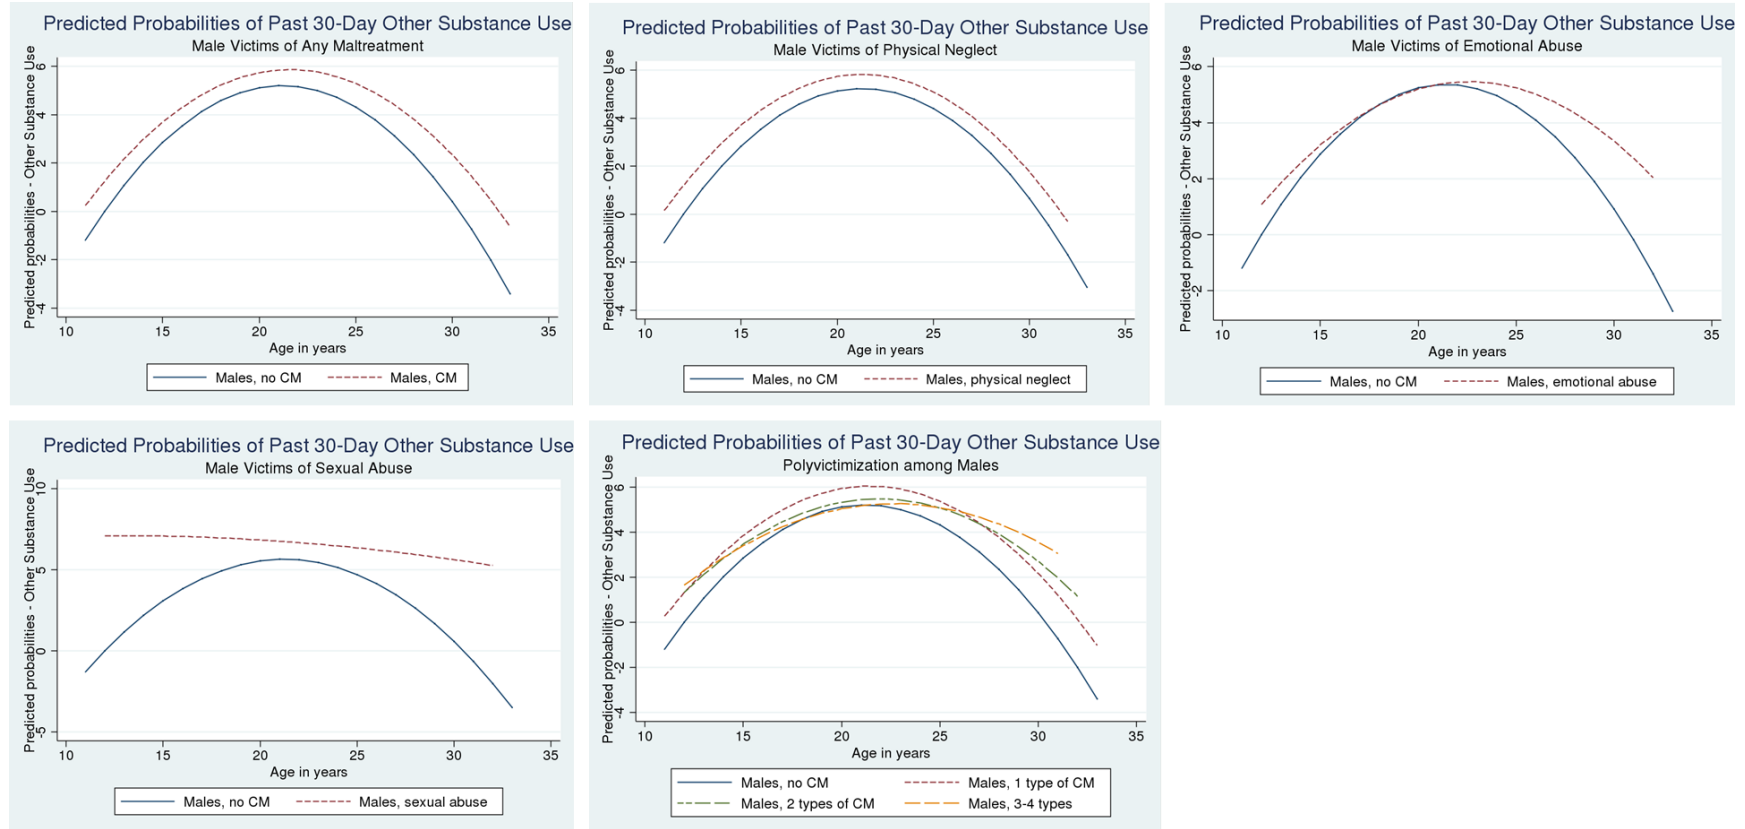 Predicted Probabilities of Past 30-Day Other Substance Use
Male Victims of Any Maltreatment
Predicted probabilities - Other Substance Use
6
4
2
0
-2
-4
10 15 20 25 30 35
Age in years
Males, no CM Males, CM
Predicted Probabilities of Past 30-Day Other Substance Use
Male Victims of Physical Neglect
Predicted probabilities - Other Substance Use
6
4
2
0
-2
-4
10 15 20 25 30 35
Age in years
Males, no CM Males, physical neglect
Predicted Probabilities of Past 30-Day Other Substance Use
Male Victims of Emotional Abuse
Predicted probabilities - Other Substance Use
6
4
2
0
-2
10 15 20 25 30 35
Age in years
Males, no CM Males, emotional abuse
Predicted Probabilities of Past 30-Day Other Substance Use
Male Victims of Sexual Abuse
Predicted probabilities - Other Substance Use
10
5
0
-5
10 15 20 25 30 35
Age in years
Males, no CM Males, sexual abuse
Predicted Probabilities of Past 30-Day Other Substance Use
Polyvictimization among Males
Predicted probabilities - Other Substance Use
6
4
2
0
-2
-4
10 15 20 25 30 35
Age in years
Males, no CM Males, 1 type of CM
Males, 2 types of CM Males, 3-4 types